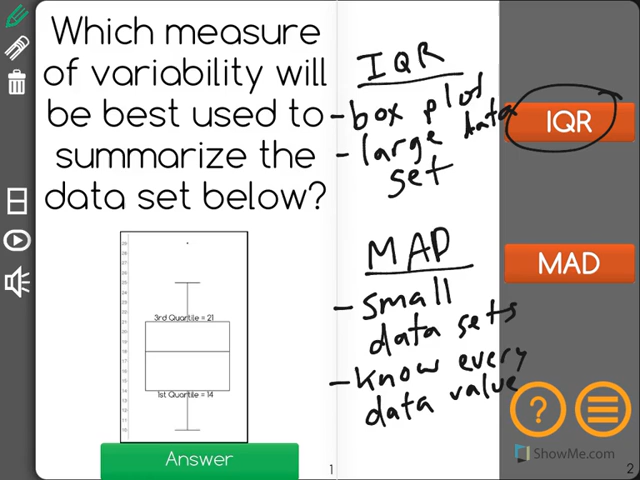 Which measure
of variability will
be best used to
summarize the
data set below?
3rd Quartile = 21
1st Quartile = 14
Answer
1
IQR
- box plot
- large data
set
MAD
- small
data sets
- know every
data value
IQR
MAD
?
ShowMe.com
2